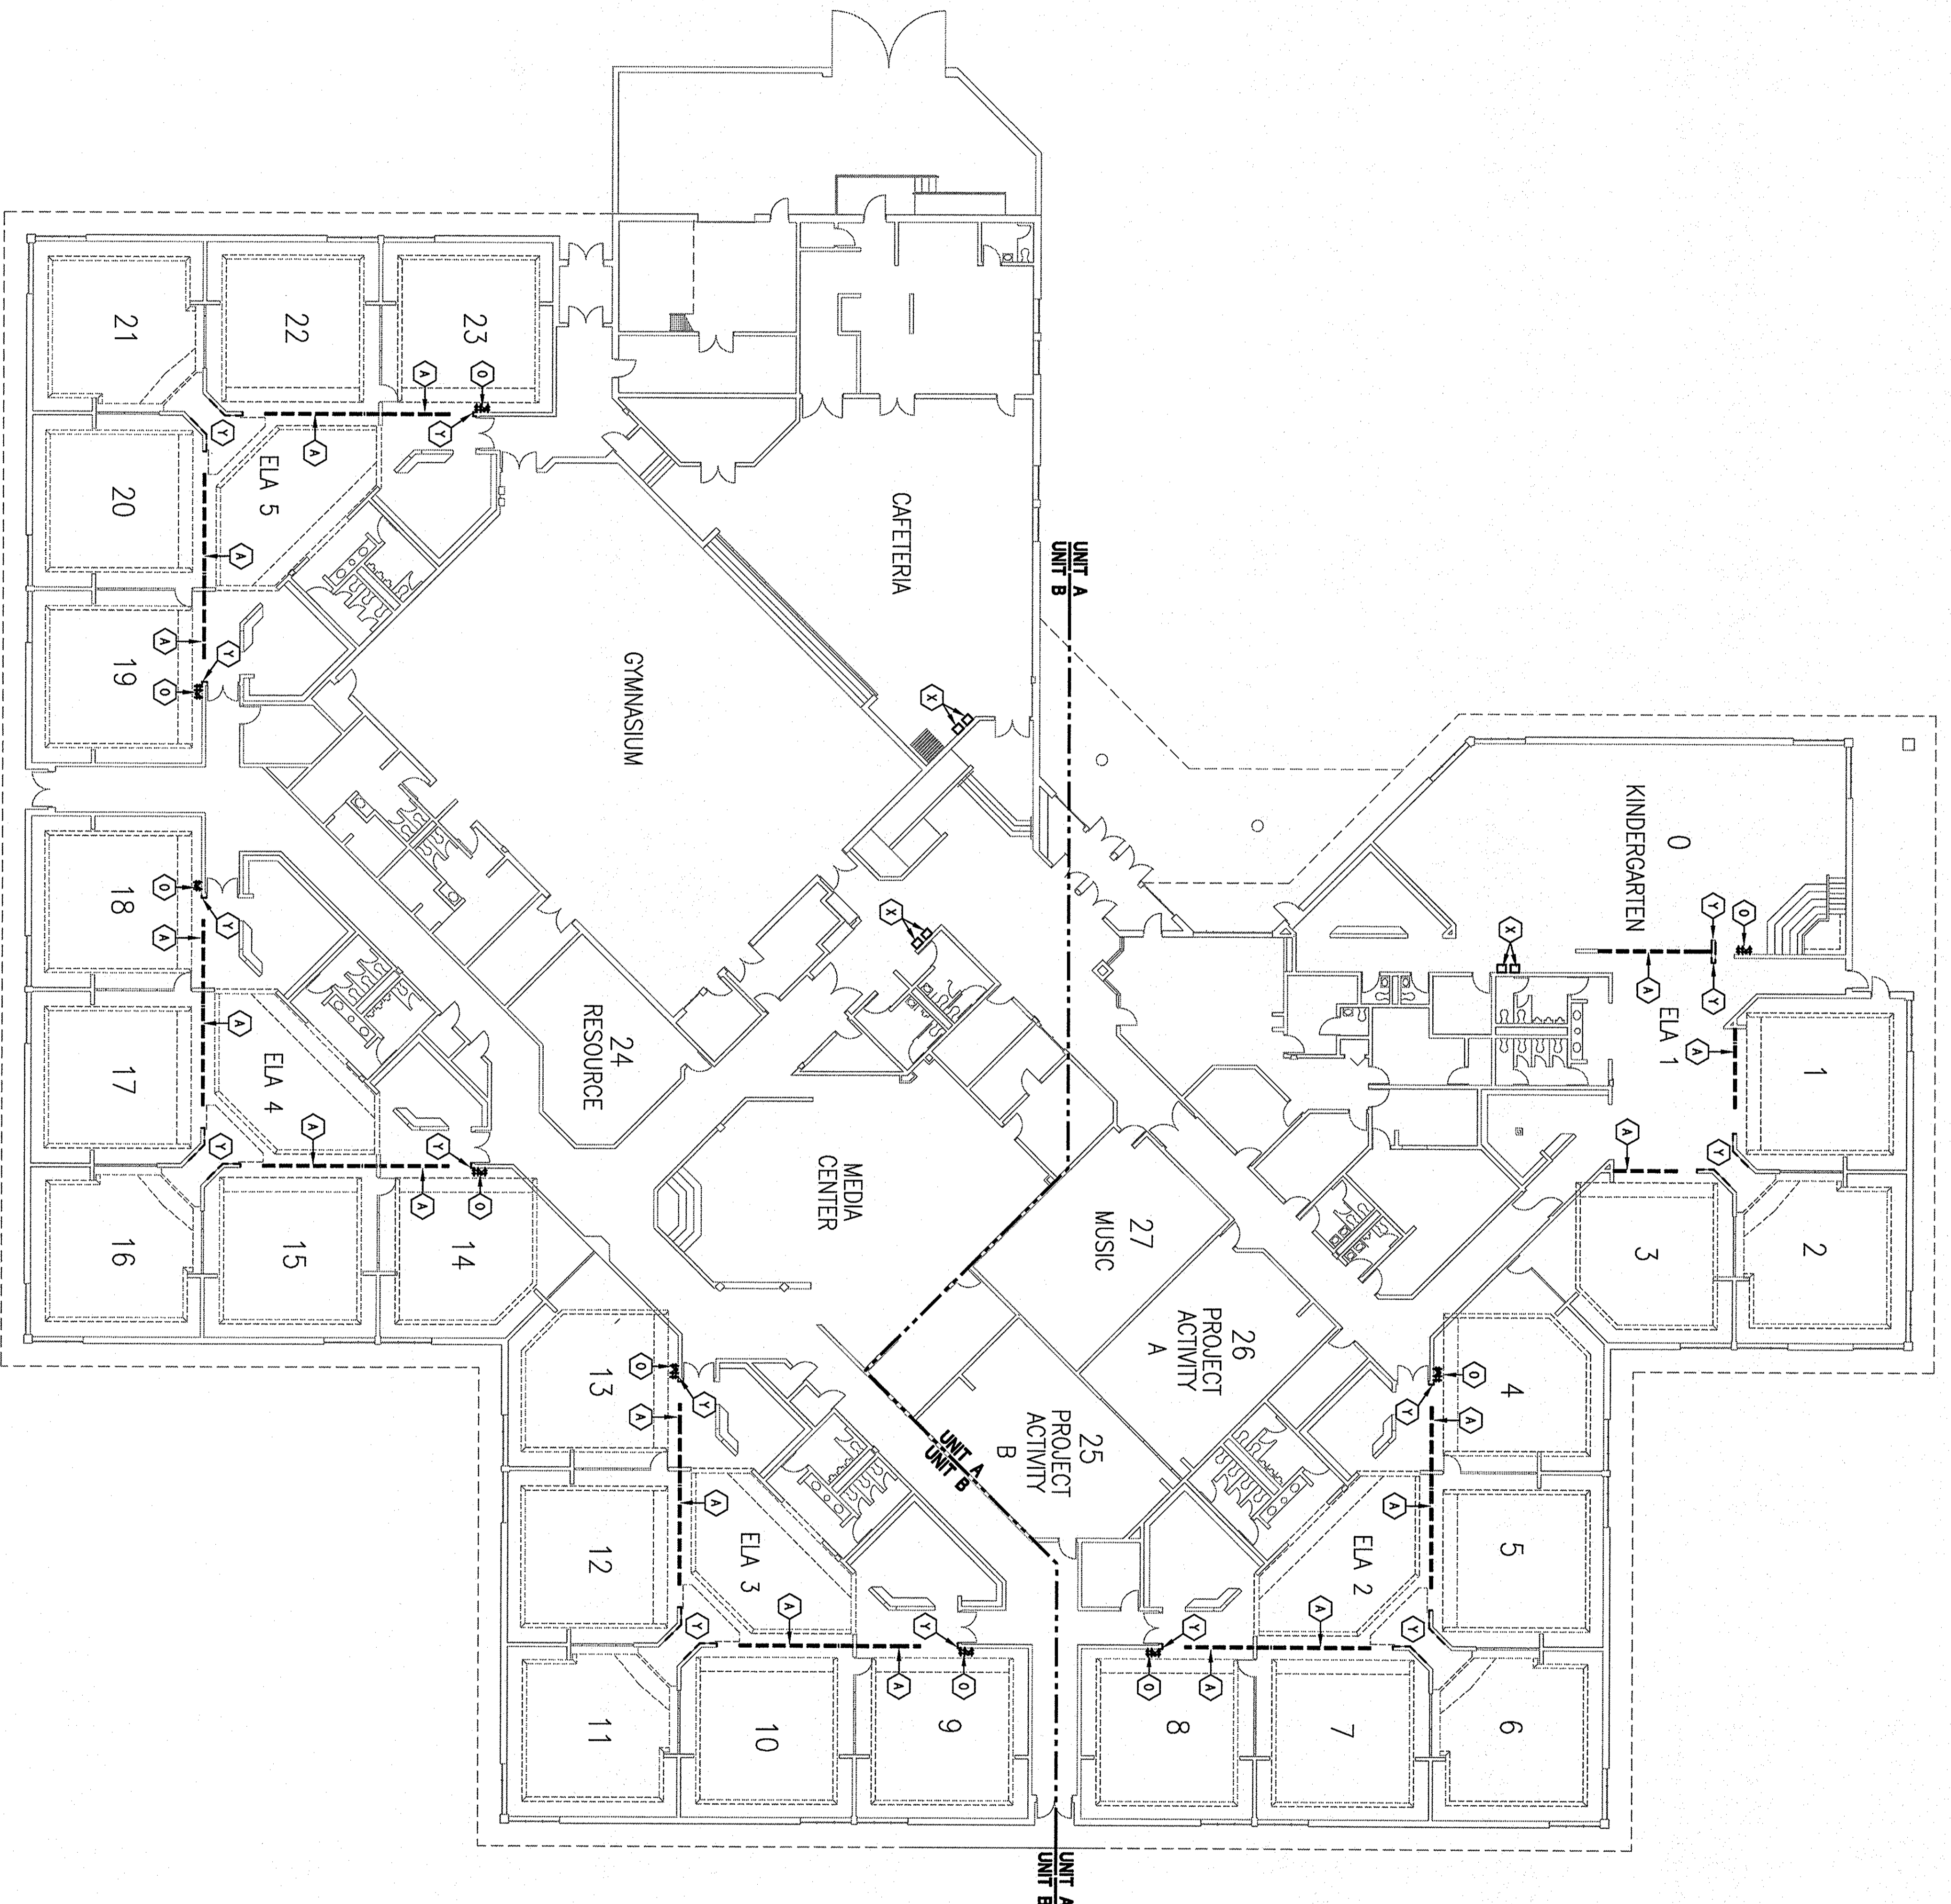 UNIT A
UNIT B
CAFETERIA
GYMNASIUM
0
KINDERGARTEN
ELA 1
1
2
3
4
5
6
7
8
ELA 2
9
10
11
12
13
ELA 3
14
15
16
17
18
ELA 4
19
20
21
22
23
ELA 5
24
RESOURCE
MEDIA
CENTER
25
PROJECT
ACTIVITY
B
26
PROJECT
ACTIVITY
A
27
MUSIC
UNIT A
UNIT B
UNIT A
UNIT B
X
X
X
Y
O
Y
A
A
A
Y
O
Y
A
A
A
Y
A
O
Y
O
Y
A
A
Y
A
A
Y
O
O
Y
A
A
Y
A
A
Y
O
O
Y
A
A
Y
A
A
Y
O